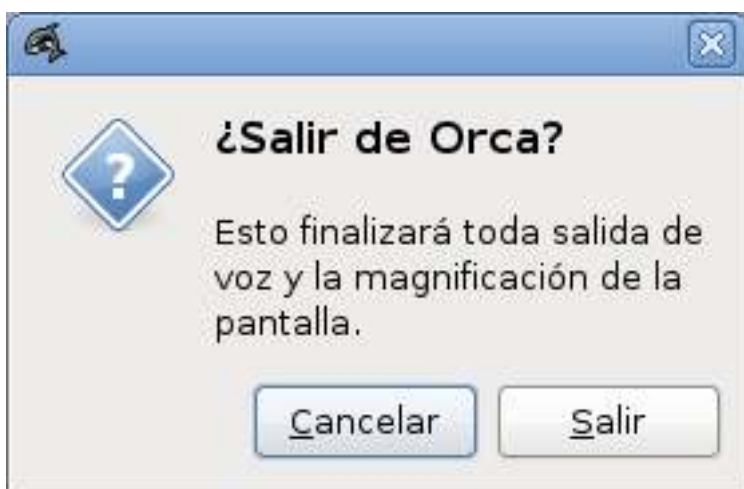 ¿Salir de Orca?
Esto finalizará toda salida de
voz y la magnificación de la
pantalla.
Cancelar
Salir